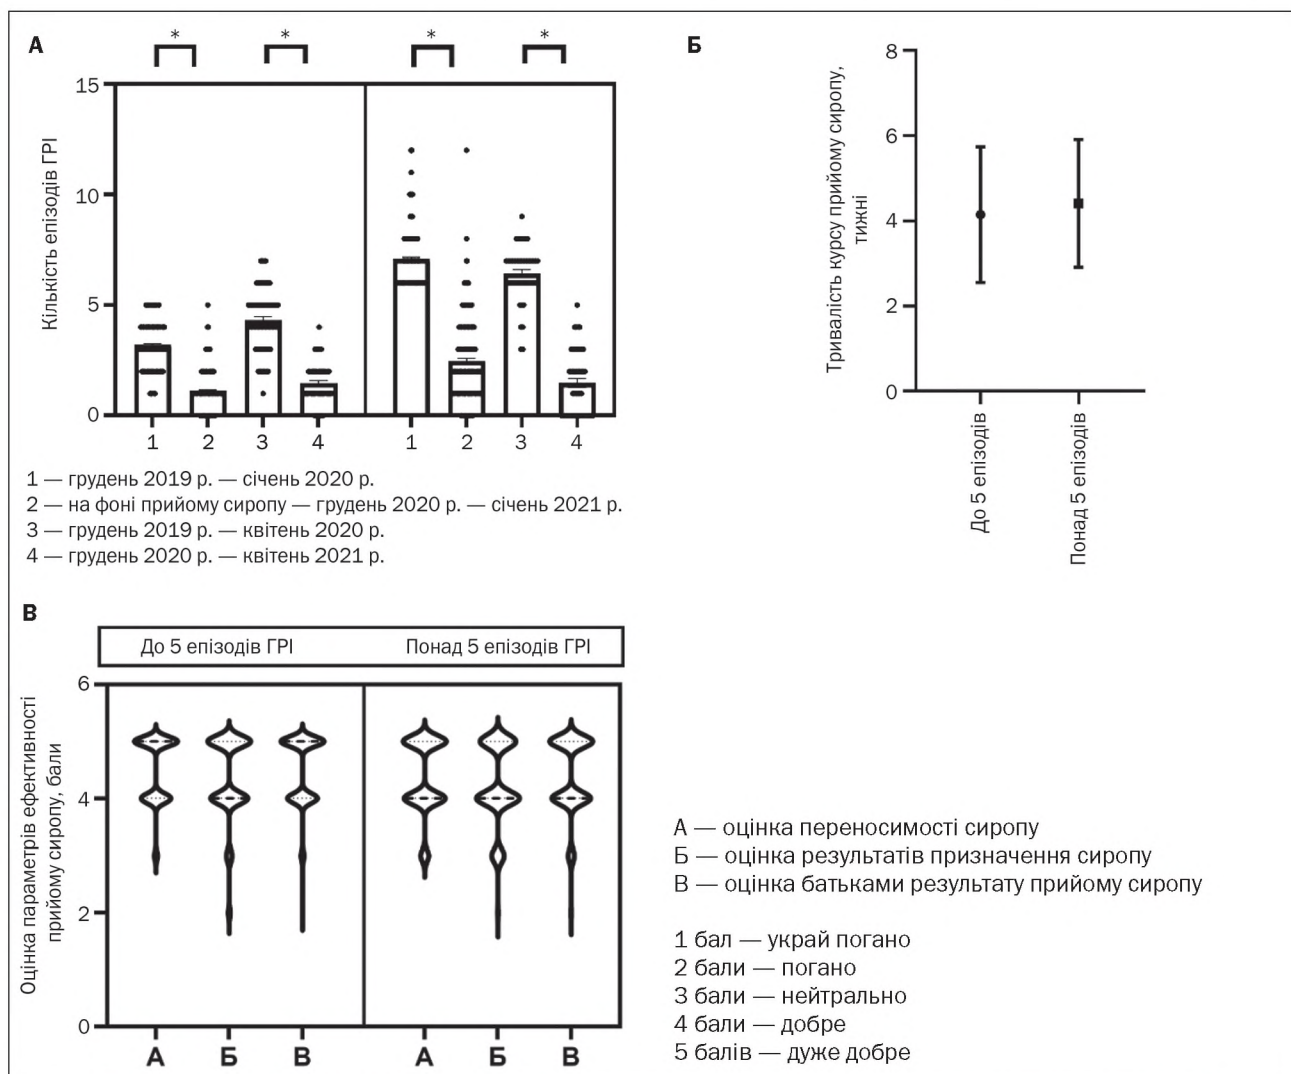 А
* * * *
Кількість епізодів ГРІ
15
10
5
0
1 2 3 4 1 2 3 4
1 — грудень 2019 р. — січень 2020 р.
2 — на фоні прийому сиропу — грудень 2020 р. — січень 2021 р.
3 — грудень 2019 р. — квітень 2020 р.
4 — грудень 2020 р. — квітень 2021 р.
Б
Тривалість курсу прийому сиропу,
тижні
8
6
4
2
0
До 5 епізодів
Понад 5 епізодів
В
До 5 епізодів ГРІ Понад 5 епізодів ГРІ
Оцінка параметрів ефективності
прийому сиропу, бали
6
4
2
0
А Б В А Б В
А — оцінка переносимості сиропу
Б — оцінка результатів призначення сиропу
В — оцінка батьками результату прийому сиропу
1 бал — украй погано
2 бали — погано
3 бали — нейтрально
4 бали — добре
5 балів — дуже добре